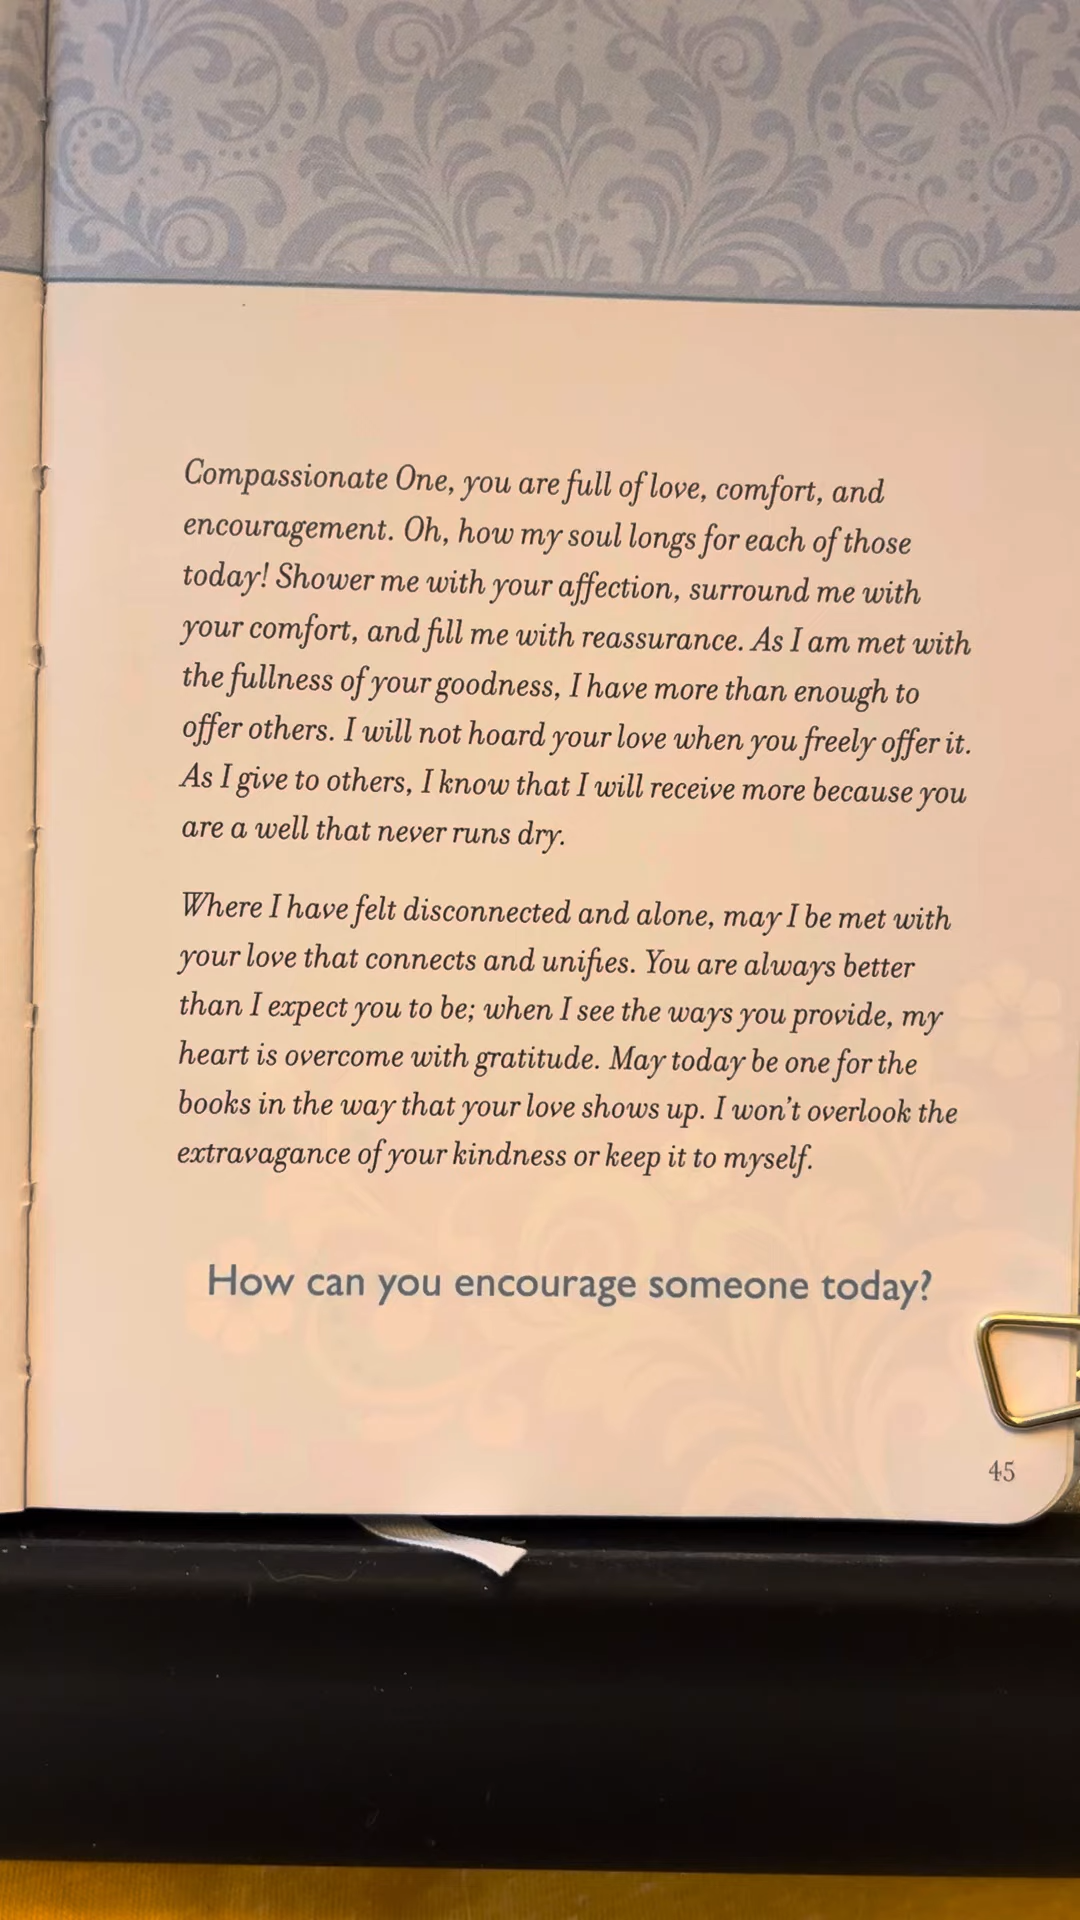 Compassionate One, you are full of love, comfort, and
encouragement. Oh, how my soul longs for each of those
today! Shower me with your affection, surround me with
your comfort, and fill me with reassurance. As I am met with
the fullness of your goodness, I have more than enough to
offer others. I will not hoard your love when you freely offer it.
As I give to others, I know that I will receive more because you
are a well that never runs dry.
Where I have felt disconnected and alone, may I be met with
your love that connects and unifies. You are always better
than I expect you to be; when I see the ways you provide, my
heart is overcome with gratitude. May today be one for the
books in the way that your love shows up. I won't overlook the
extravagance of your kindness or keep it to myself.
How can you encourage someone today?
45